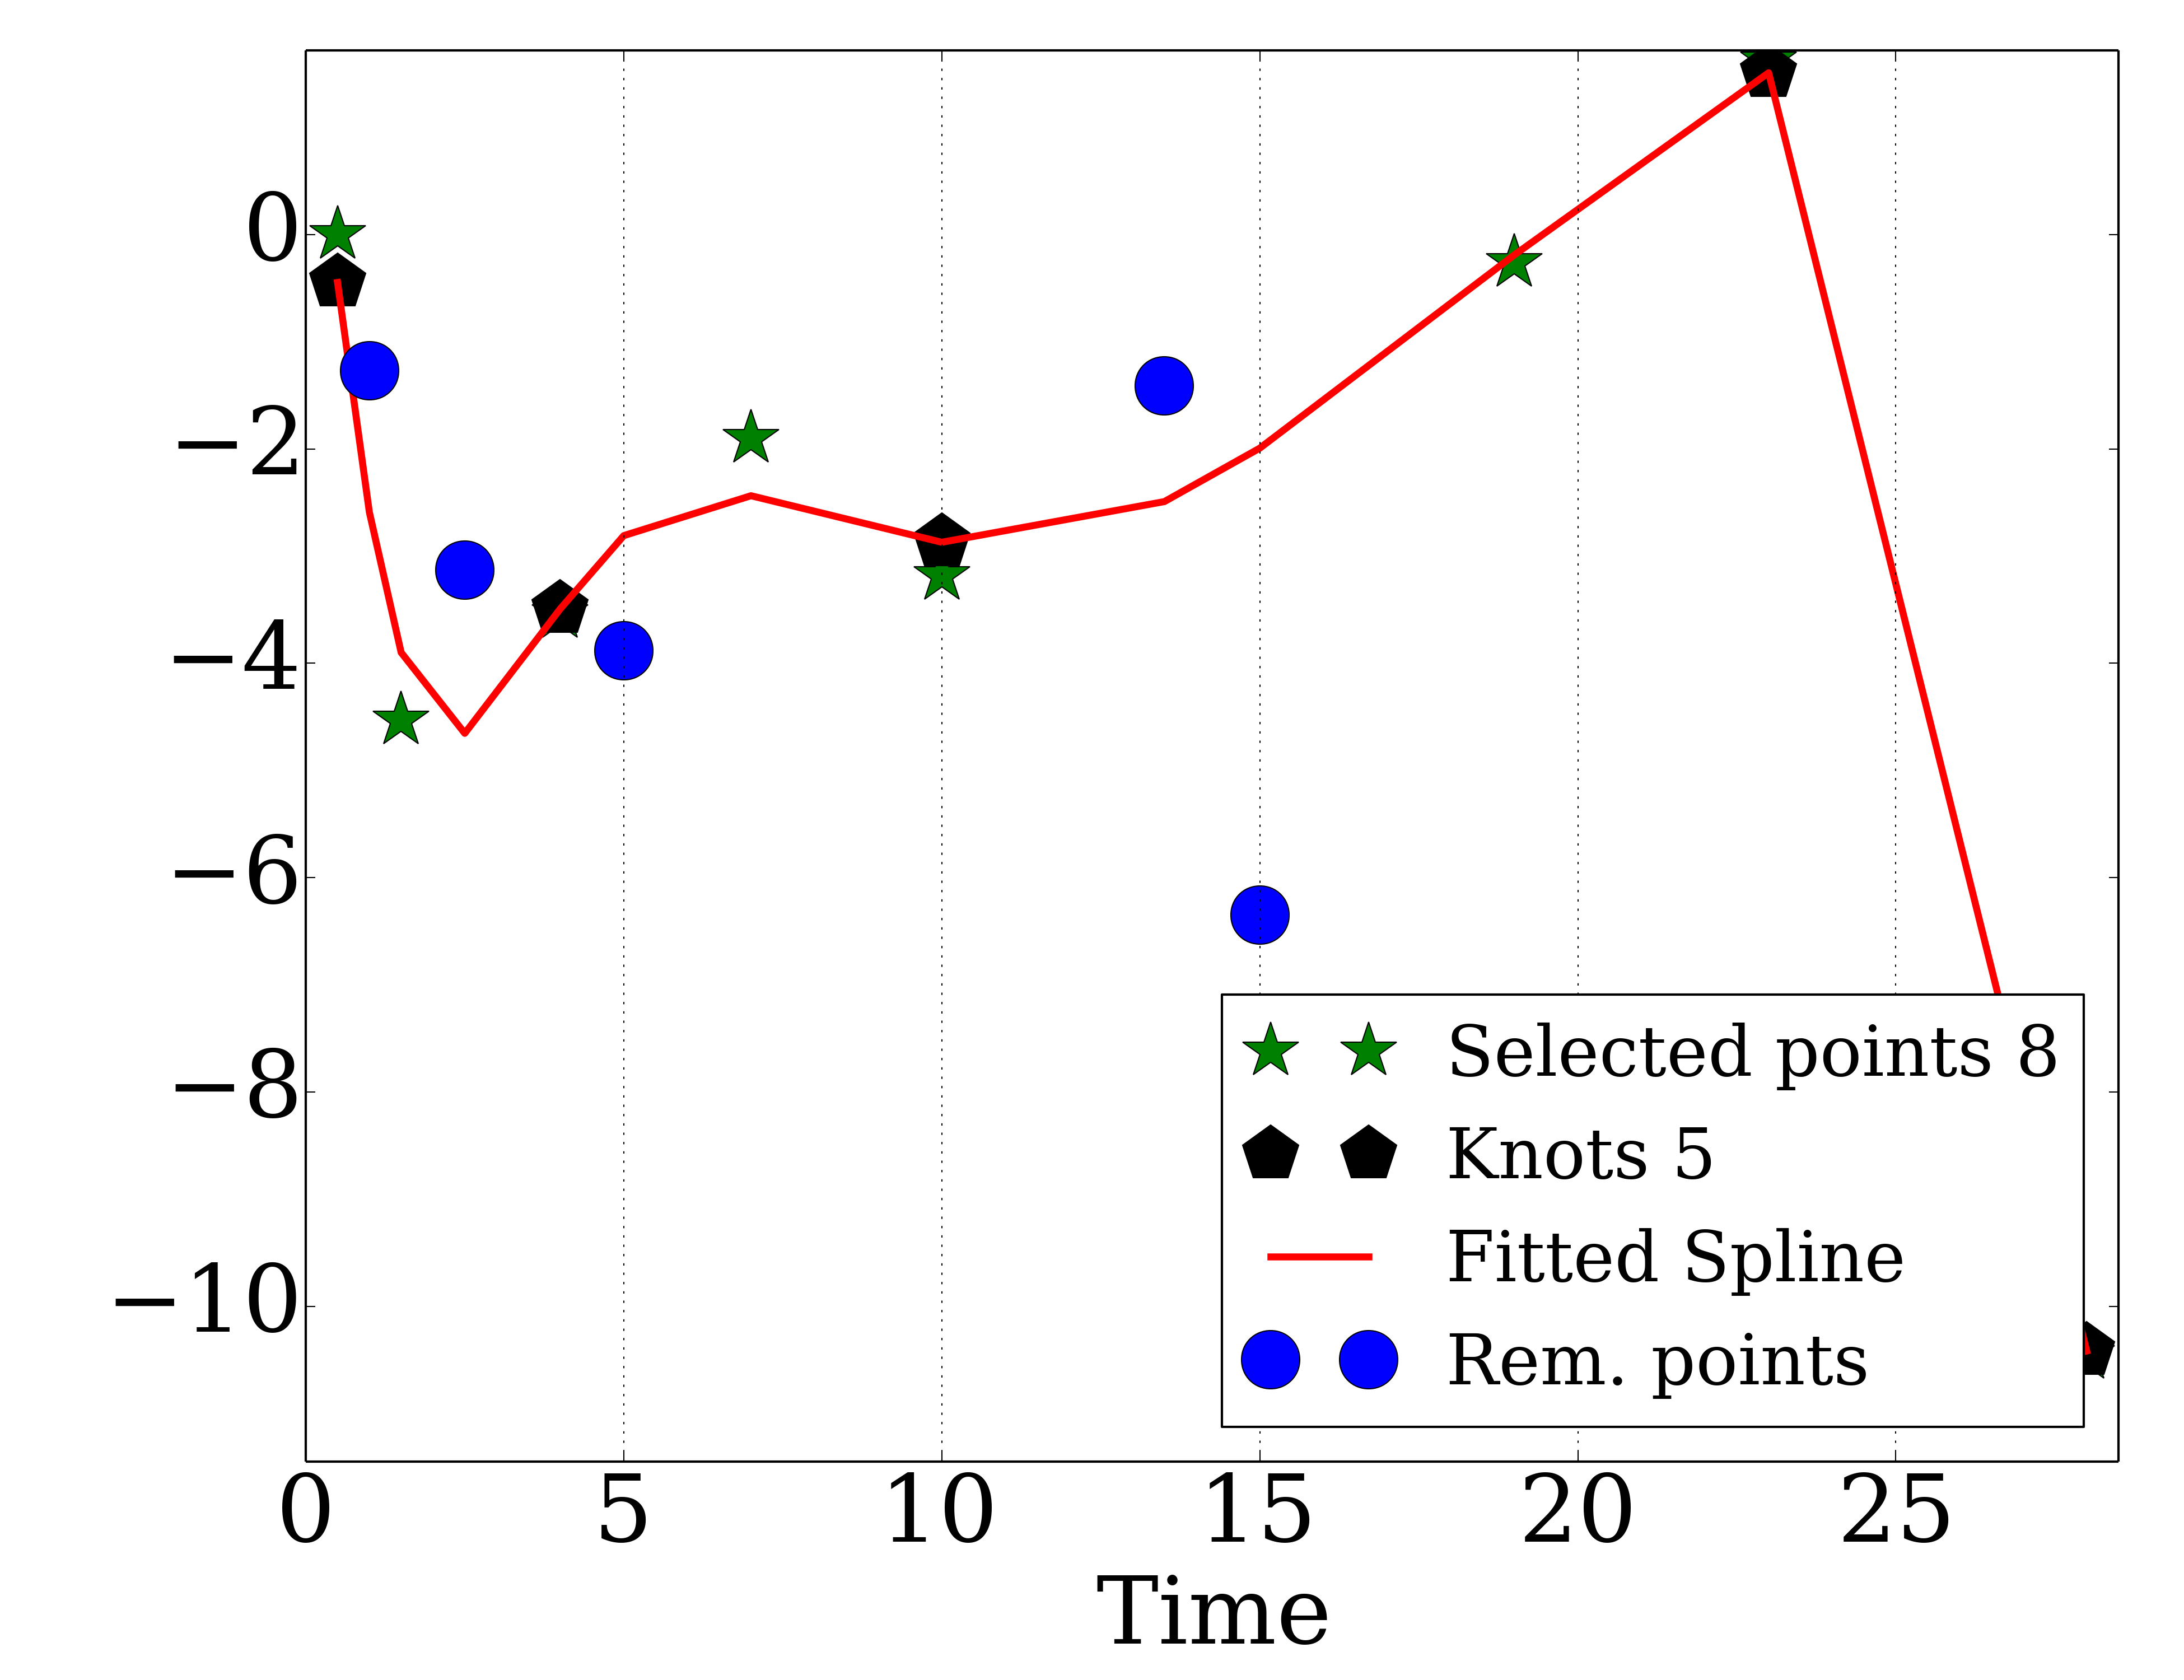 0
−2
−4
−6
−8
−10
0 5 10 15 20 25
Time
Selected points 8
Knots 5
Fitted Spline
Rem. points